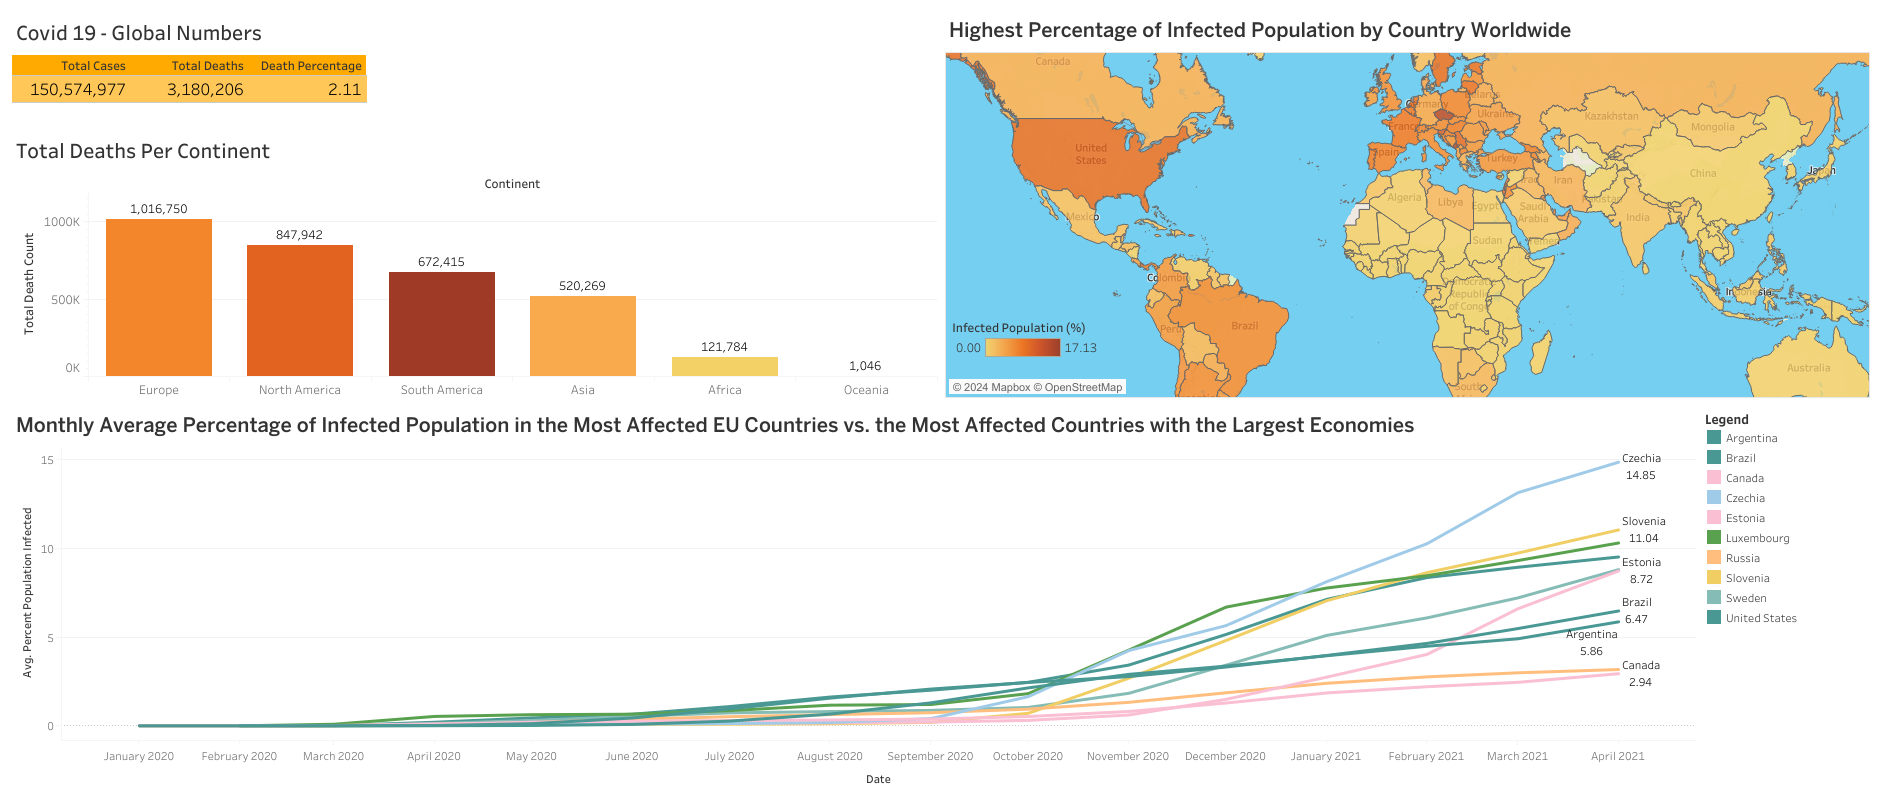 Covid 19 - Global Numbers
Total Cases Total Deaths Death Percentage
150,574,977 3,180,206 2.11
Total Deaths Per Continent
Continent
Total Death Count
1000K
500K
0K
1,016,750
847,942
672,415
520,269
121,784
1,046
Europe North America South America Asia Africa Oceania
Highest Percentage of Infected Population by Country Worldwide
Canada
United
States
Mexico
Colombia
Peru
Brazil
Germany
France
Spain
Belarus
Ukraine
Turkey
Kazakhstan
Mongolia
China
Japan
Iraq
Iran
Pakistan
India
Algeria
Libya
Egypt
Saudi
Arabia
Yemen
Sudan
Democratic
Republic
of Congo
South
Indonesia
Australia
Infected Population (%)
0.00 17.13
© 2024 Mapbox © OpenStreetMap
Monthly Average Percentage of Infected Population in the Most Affected EU Countries vs. the Most Affected Countries with the Largest Economies
Avg. Percent Population Infected
15
10
5
0
Czechia
14.85
Slovenia
11.04
Estonia
8.72
Brazil
6.47
Argentina
5.86
Canada
2.94
January 2020 February 2020 March 2020 April 2020 May 2020 June 2020 July 2020 August 2020 September 2020 October 2020 November 2020 December 2020 January 2021 February 2021 March 2021 April 2021
Date
Legend
Argentina
Brazil
Canada
Czechia
Estonia
Luxembourg
Russia
Slovenia
Sweden
United States